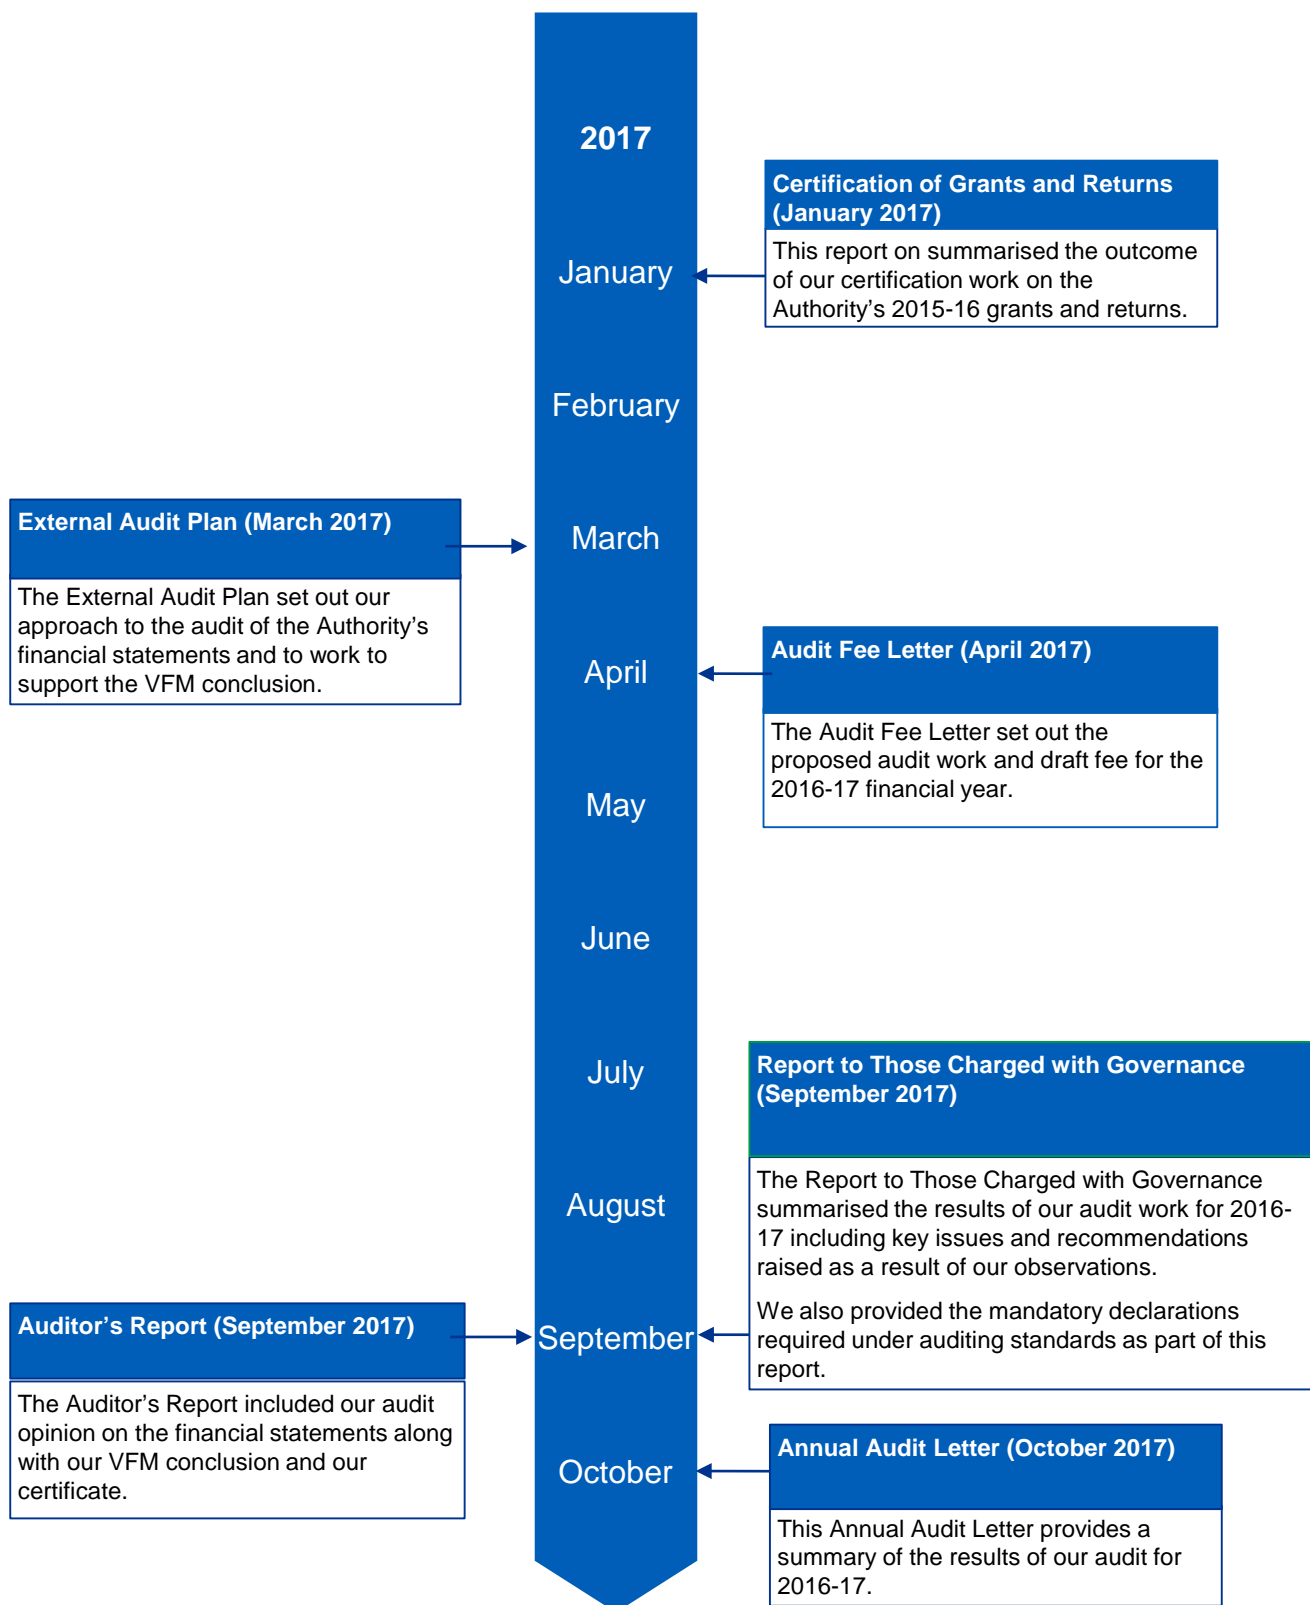 2017
Certification of Grants and Returns
(January 2017)
This report on summarised the outcome
of our certification work on the
Authority’s 2015-16 grants and returns.
January
February
External Audit Plan (March 2017)
The External Audit Plan set out our
approach to the audit of the Authority’s
financial statements and to work to
support the VFM conclusion.
March
Audit Fee Letter (April 2017)
The Audit Fee Letter set out the
proposed audit work and draft fee for the
2016-17 financial year.
April
May
June
July
Report to Those Charged with Governance
(September 2017)
The Report to Those Charged with Governance
summarised the results of our audit work for 2016-
17 including key issues and recommendations
raised as a result of our observations.
We also provided the mandatory declarations
required under auditing standards as part of this
report.
August
Auditor’s Report (September 2017)
The Auditor’s Report included our audit
opinion on the financial statements along
with our VFM conclusion and our
certificate.
September
Annual Audit Letter (October 2017)
This Annual Audit Letter provides a
summary of the results of our audit for
2016-17.
October